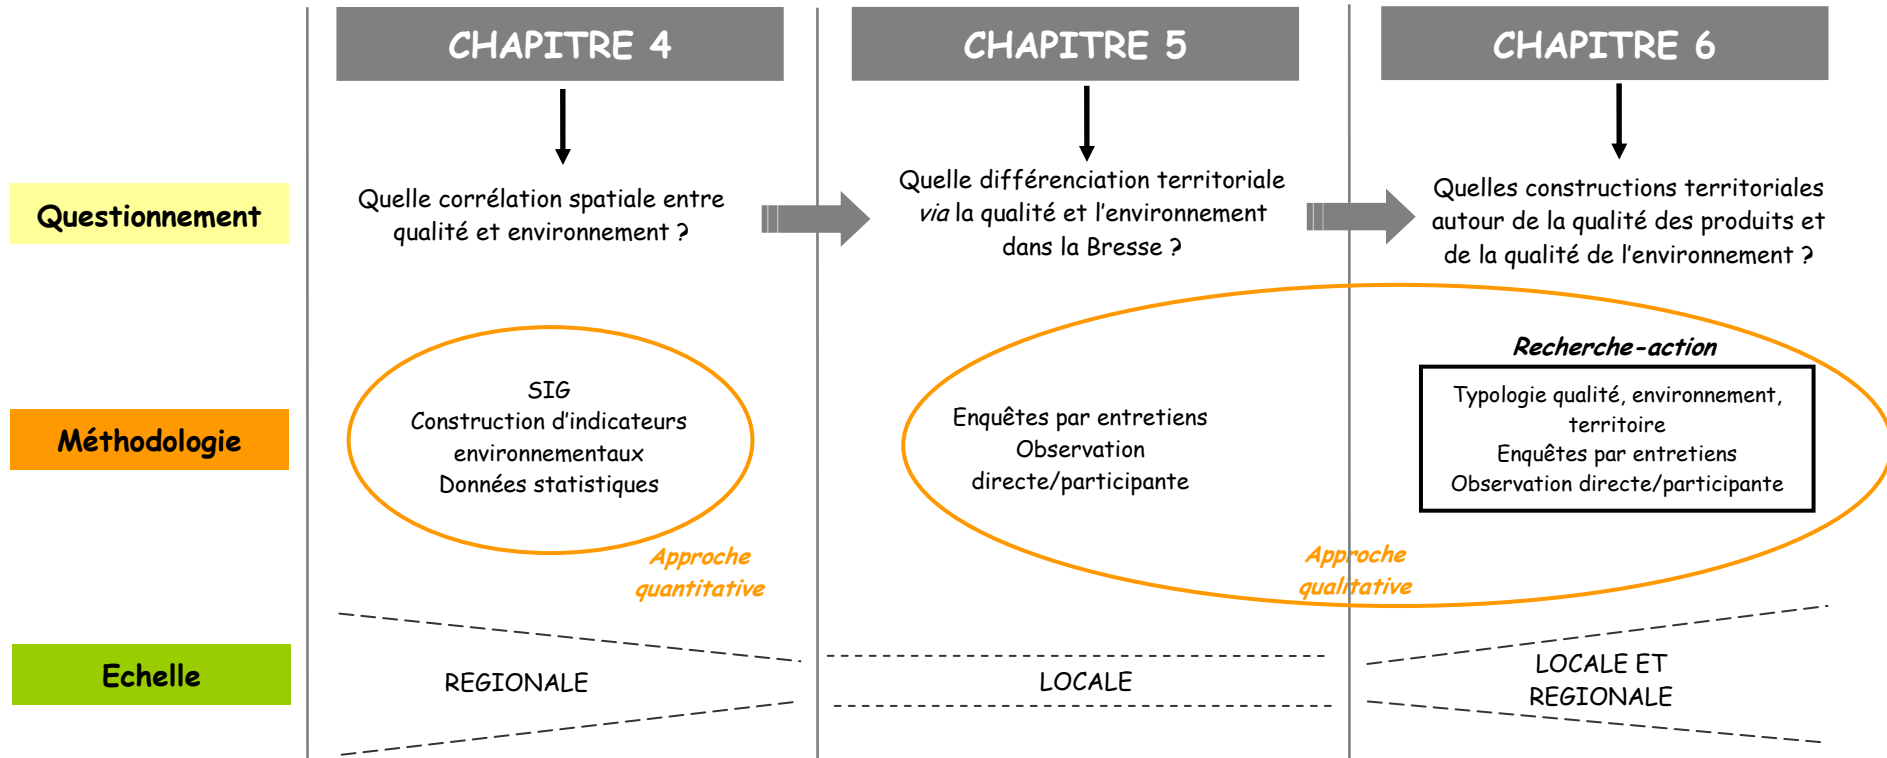 CHAPITRE 4
CHAPITRE 5
CHAPITRE 6
Questionnement
Quelle corrélation spatiale entre
qualité et environnement ?
Quelle différenciation territoriale
via la qualité et l'environnement
dans la Bresse ?
Quelles constructions territoriales
autour de la qualité des produits et
de la qualité de l'environnement ?
Méthodologie
SIG
Construction d'indicateurs
environnementaux
Données statistiques
Approche
quantitative
Enquêtes par entretiens
Observation
directe/participante
Recherche-action
Typologie qualité, environnement,
territoire
Enquêtes par entretiens
Observation directe/participante
Approche
qualitative
Echelle
REGIONALE
LOCALE
LOCALE ET
REGIONALE